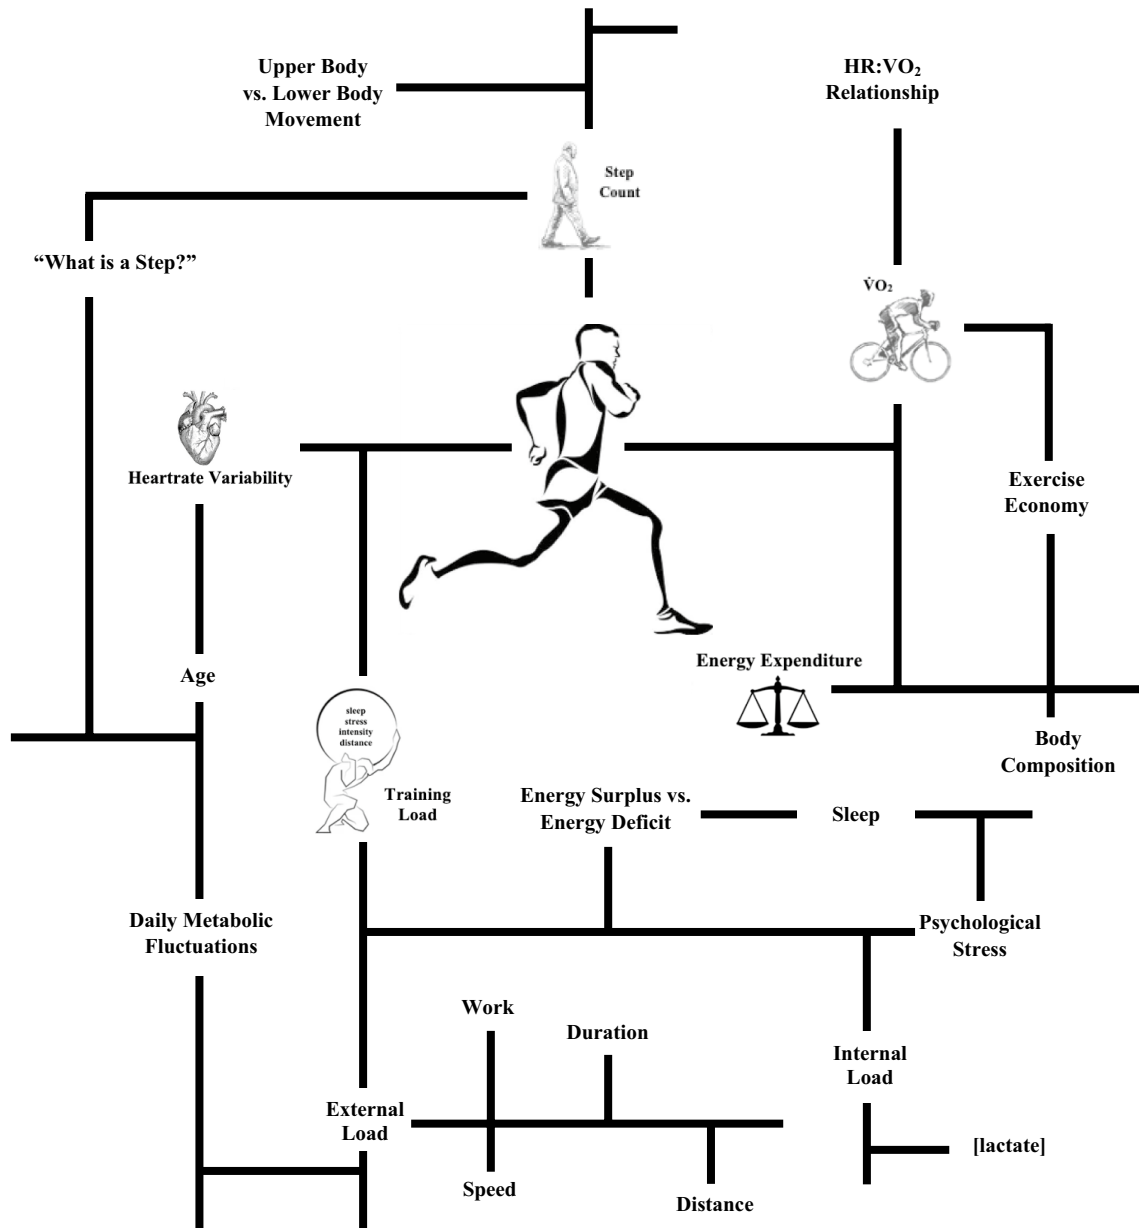 Upper Body
vs. Lower Body
Movement
HR:VO₂
Relationship
Step
Count
“What is a Step?”
V̇O₂
Heartrate Variability
Exercise
Economy
Age
Energy Expenditure
sleep
stress
intensity
distance
Training
Load
Body
Composition
Energy Surplus vs.
Energy Deficit
Sleep
Daily Metabolic
Fluctuations
Psychological
Stress
Work
Duration
Internal
Load
External
Load
[lactate]
Speed
Distance